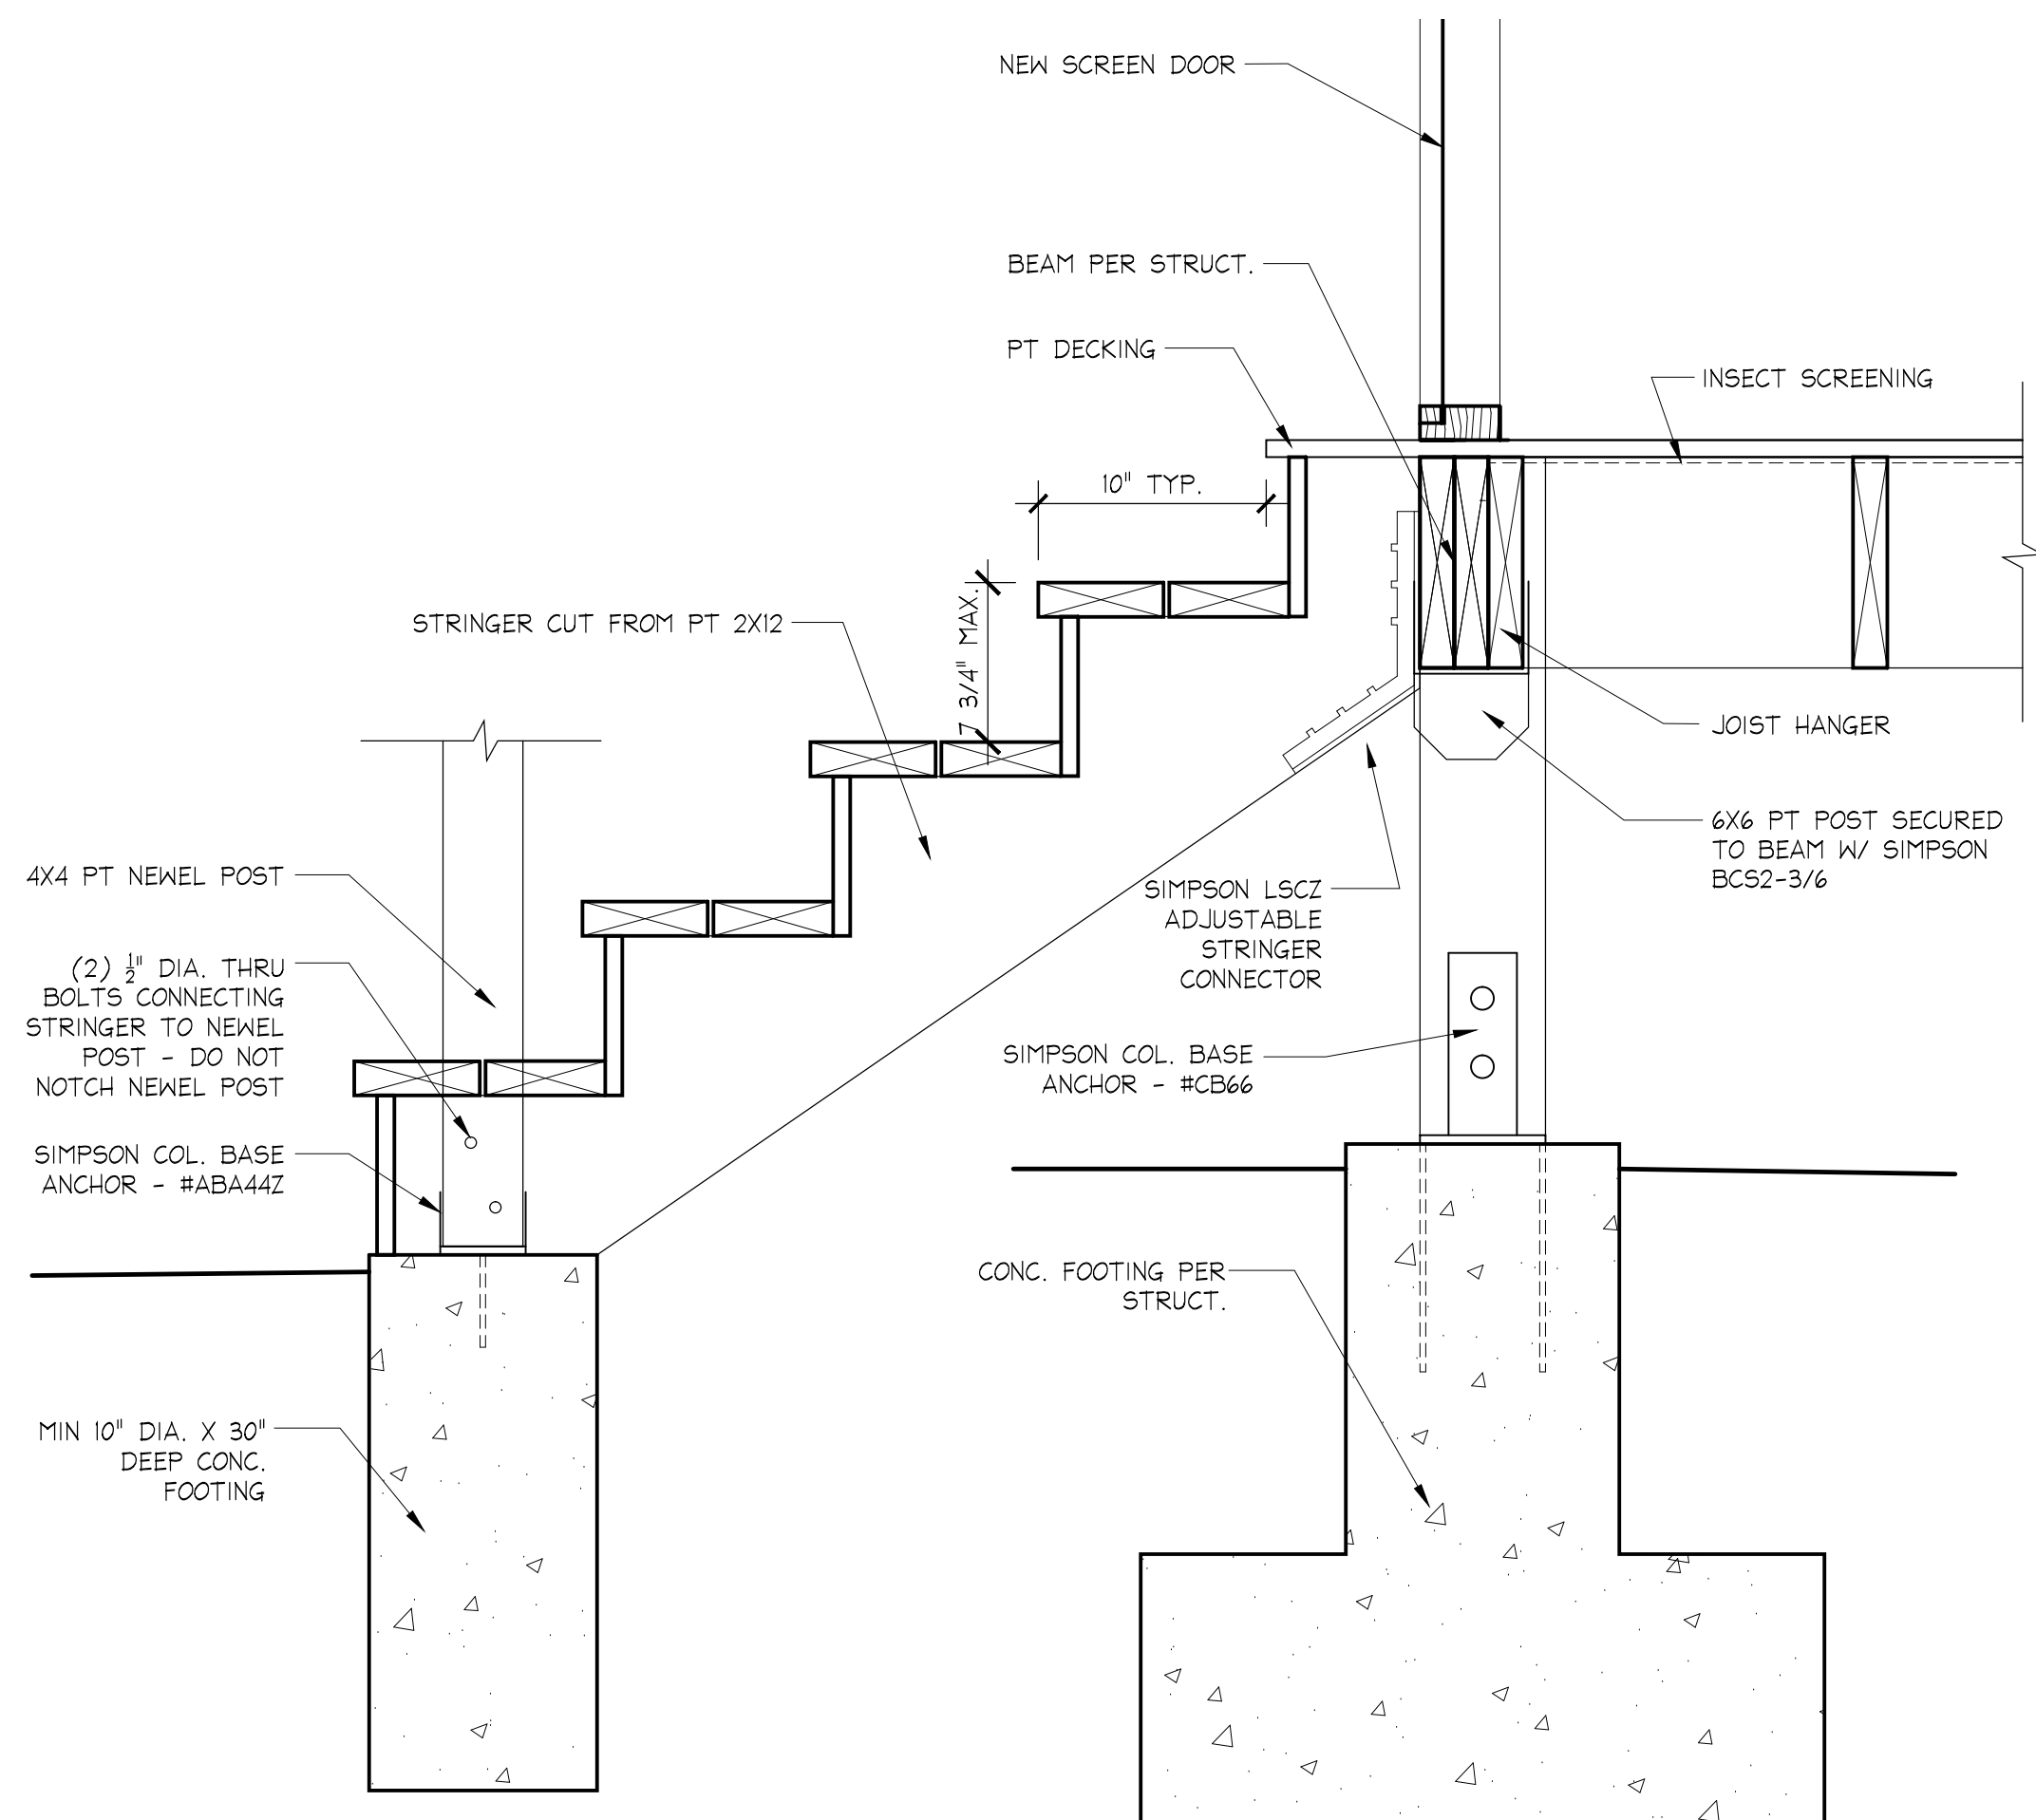 NEW SCREEN DOOR
BEAM PER STRUCT.
PT DECKING
INSECT SCREENING
10" TYP.
7 3/4" MAX.
STRINGER CUT FROM PT 2X12
JOIST HANGER
6X6 PT POST SECURED
TO BEAM W/ SIMPSON
BCS2-3/6
4X4 PT NEWEL POST
SIMPSON LSCZ
ADJUSTABLE
STRINGER
CONNECTOR
(2) 1/2" DIA. THRU
BOLTS CONNECTING
STRINGER TO NEWEL
POST - DO NOT
NOTCH NEWEL POST
SIMPSON COL. BASE
ANCHOR - #CB66
SIMPSON COL. BASE
ANCHOR - #ABA44Z
CONC. FOOTING PER
STRUCT.
MIN 10" DIA. X 30"
DEEP CONC.
FOOTING